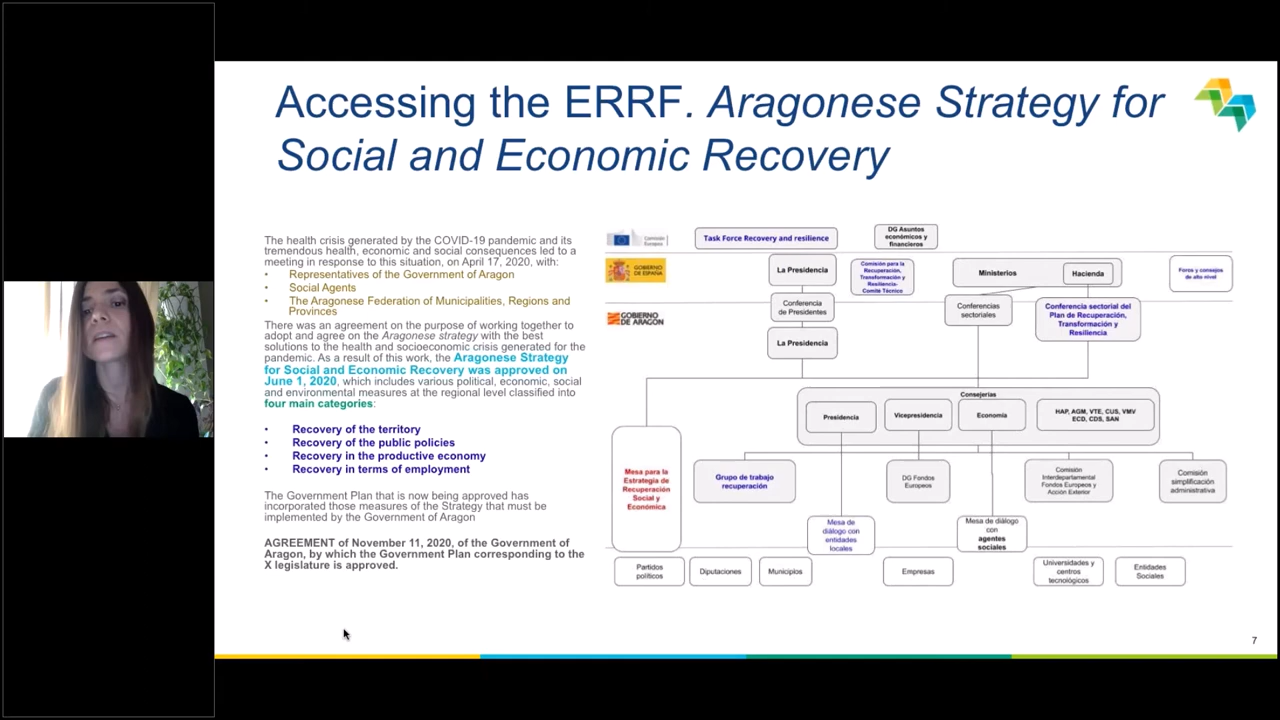 Accessing the ERRF. Aragonese Strategy for
Social and Economic Recovery
The health crisis generated by the COVID-19 pandemic and its
tremendous health, economic and social consequences led to a
meeting in response to this situation, on April 17, 2020, with:
• Representatives of the Government of Aragon
• Social Agents
• The Aragonese Federation of Municipalities, Regions and
Provinces
There was an agreement on the purpose of working together to
adopt and agree on the Aragonese strategy with the best
solutions to the health and socioeconomic crisis generated for the
pandemic. As a result of this work, the Aragonese Strategy
for Social and Economic Recovery was approved on
June 1, 2020, which includes various political, economic, social
and environmental measures at the regional level classified into
four main categories:
• Recovery of the territory
• Recovery of the public policies
• Recovery in the productive economy
• Recovery in terms of employment
The Government Plan that is now being approved has
incorporated those measures of the Strategy that must be
implemented by the Government of Aragon
AGREEMENT of November 11, 2020, of the Government of
Aragon, by which the Government Plan corresponding to the
X legislature is approved.
Comisión
Europea
Task Force Recovery and resilience
DG Asuntos
económicos y
financieros
GOBIERNO
DE ESPAÑA
La Presidencia
Comisión para la
Recuperación,
Transformación y
Resiliencia-
Comité Técnico
Ministerios
Hacienda
Foros y consejos
de alto nivel
GOBIERNO
DE ARAGON
Conferencia
de Presidentes
Conferencias
sectoriales
Conferencia sectorial del
Plan de Recuperación,
Transformación y
Resiliencia
La Presidencia
Consejerías
Presidencia
Vicepresidencia
Economía
HAP, AGM, VTE, CUS, VMV
ECD, CDS, SAN
Mesa para la
Estrategia de
Recuperación
Social y
Económica
Grupo de trabajo
recuperación
DG Fondos
Europeos
Comisión
Interdepartamental
Fondos Europeos y
Acción Exterior
Comisión
simplificación
administrativa
Mesa de
diálogo con
entidades
locales
Mesa de diálogo
con
agentes
sociales
Partidos
políticos
Diputaciones
Municipios
Empresas
Universidades y
centros
tecnológicos
Entidades
Sociales
7